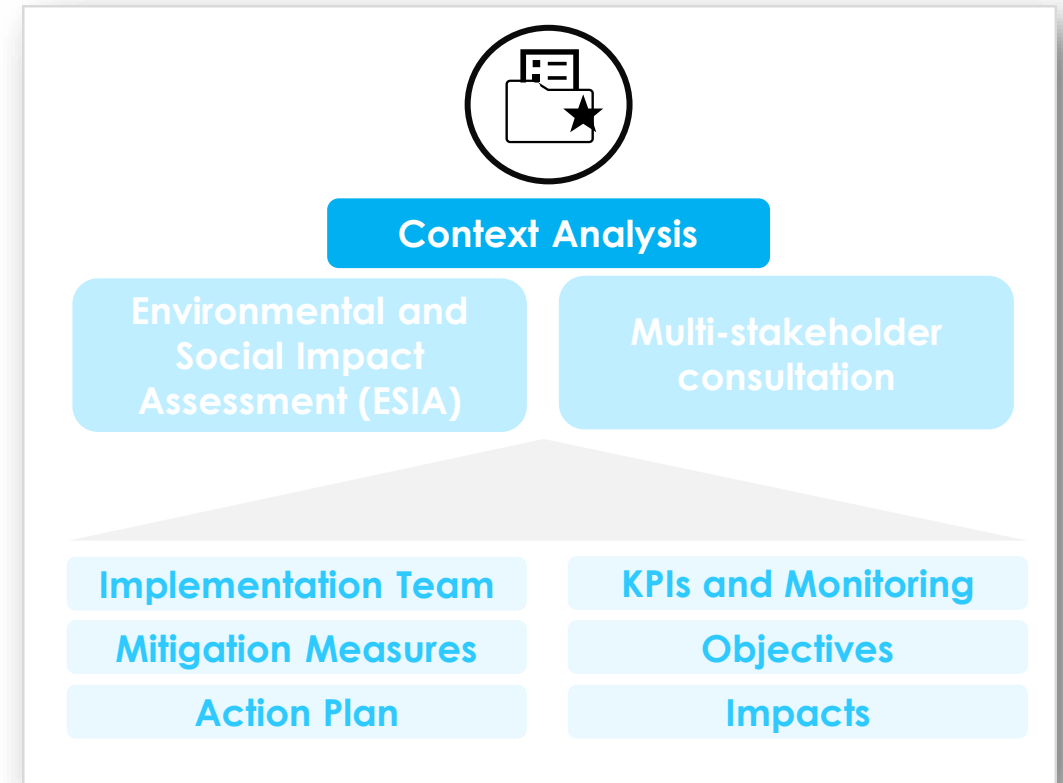 Context Analysis
Environmental and
Social Impact
Assessment (ESIA)
Multi-stakeholder
consultation
Implementation Team
KPIs and Monitoring
Mitigation Measures
Objectives
Action Plan
Impacts